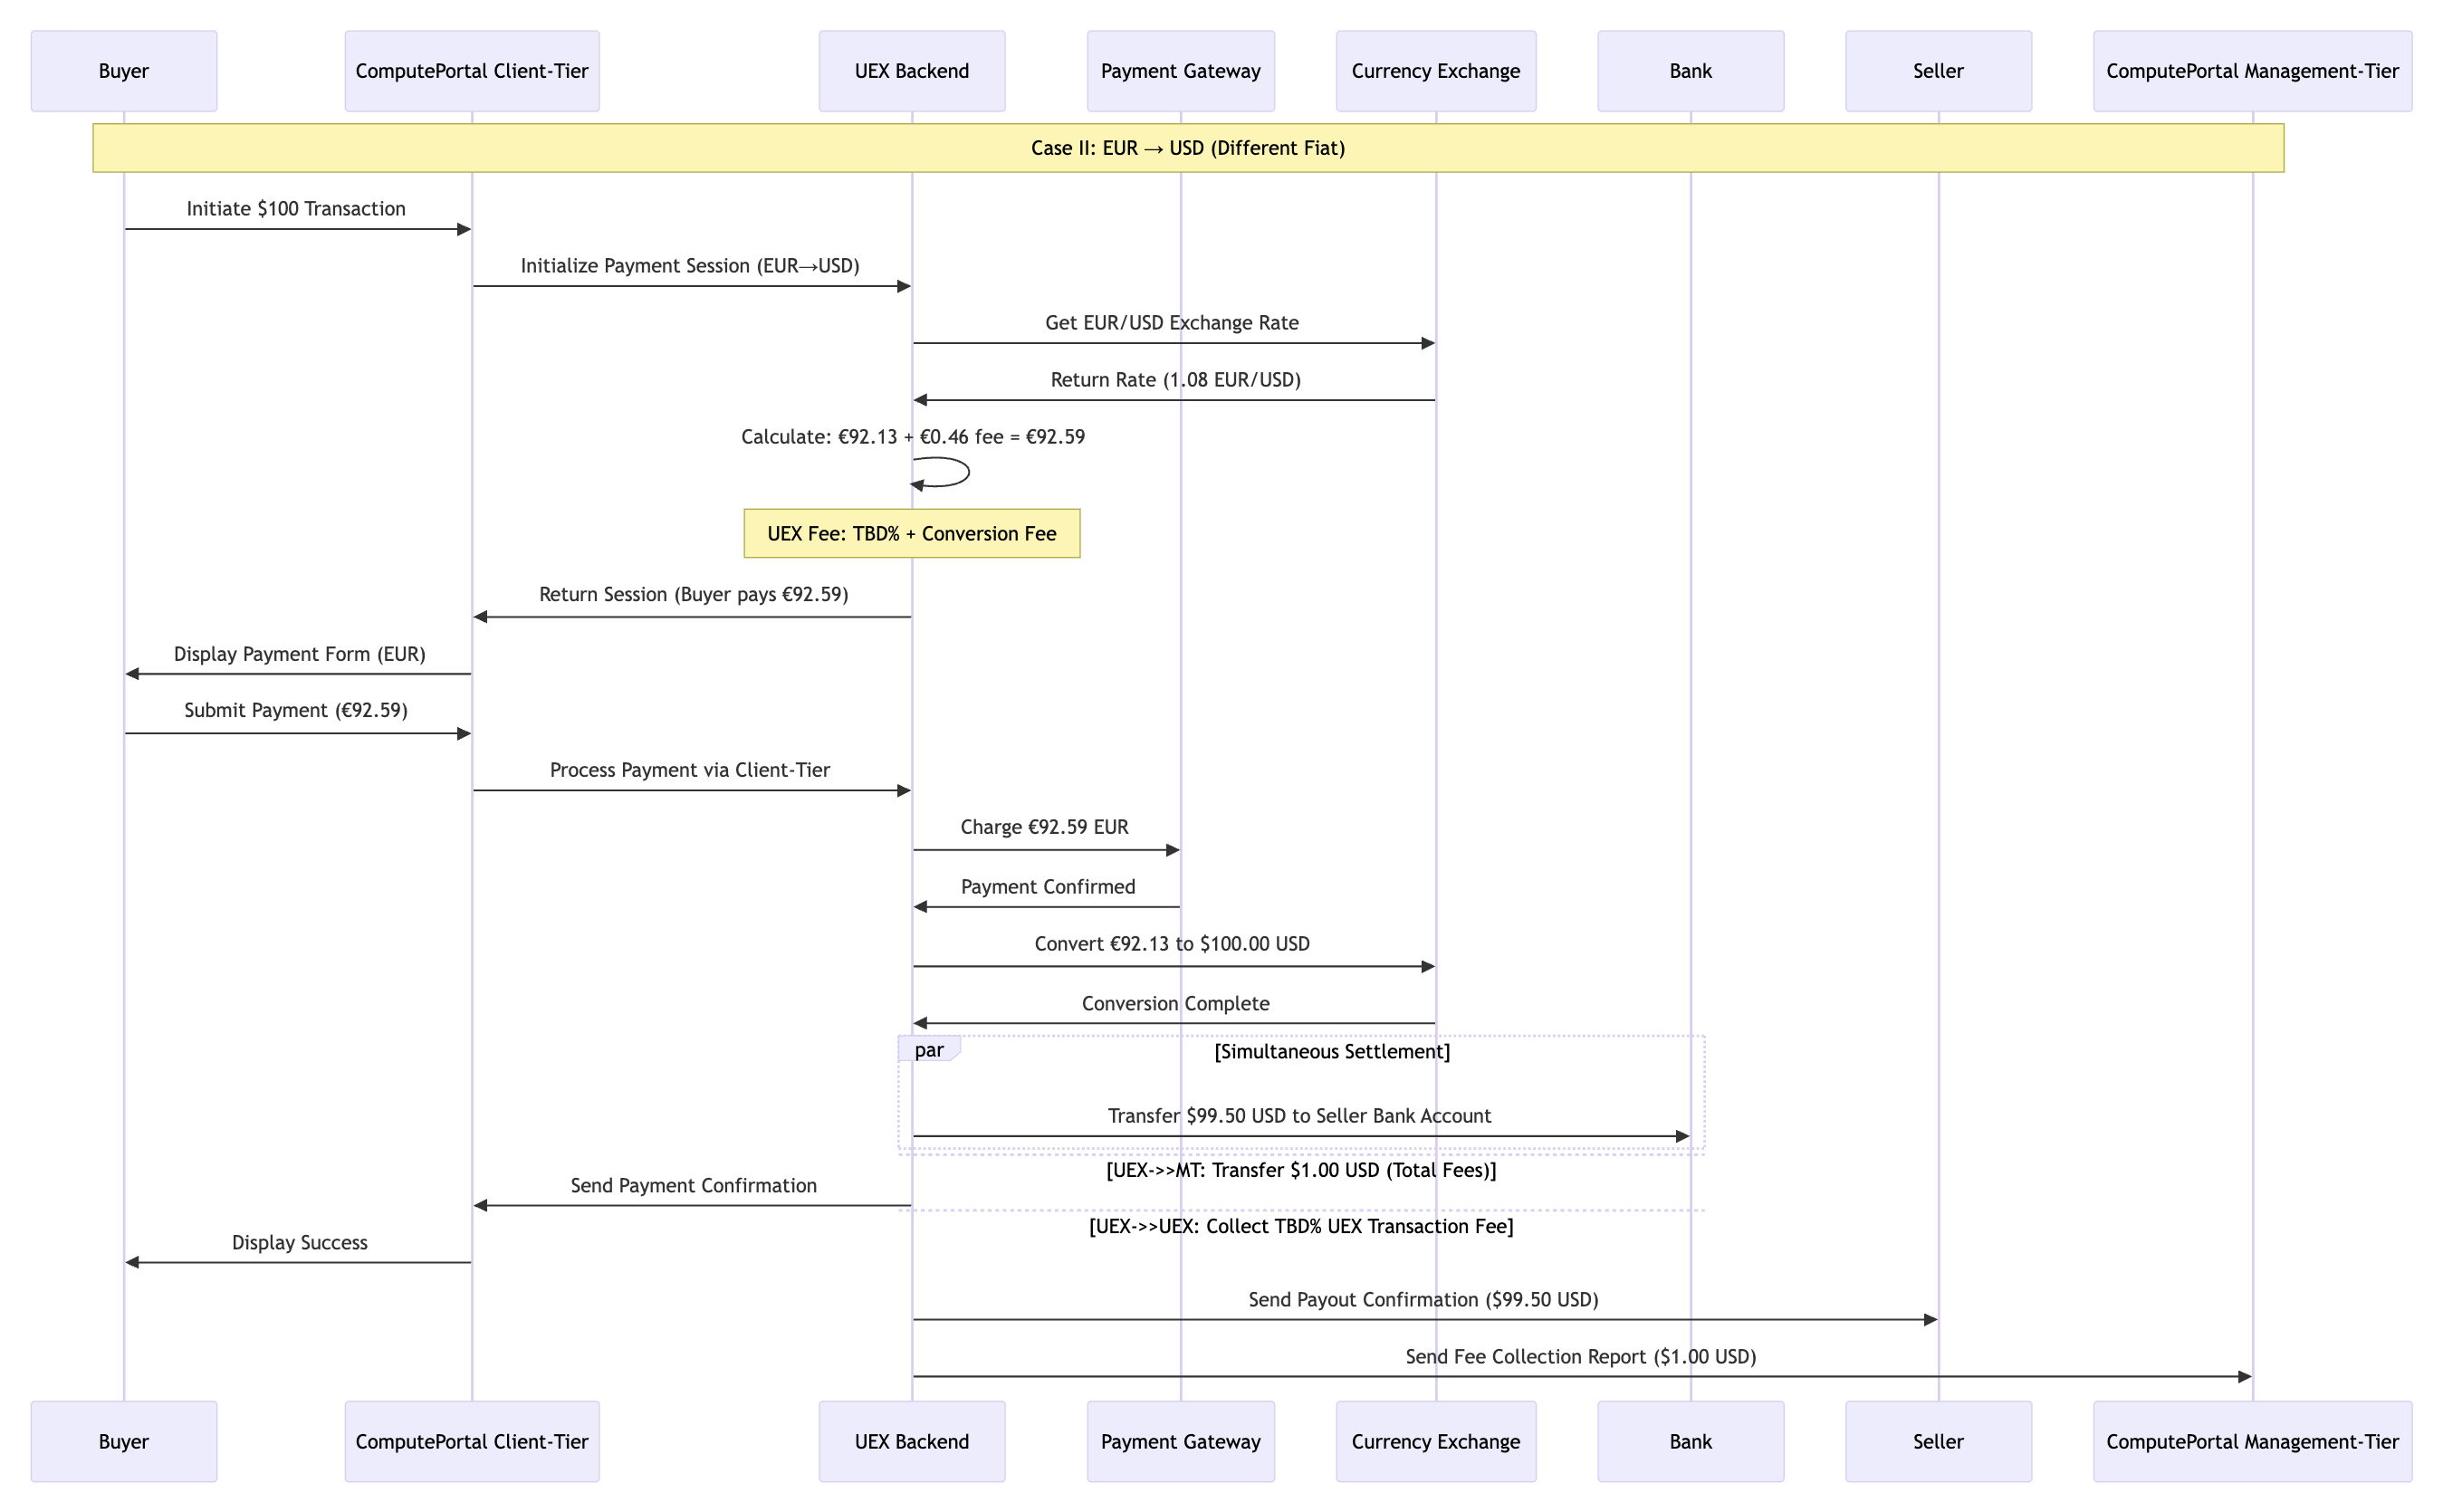 Buyer
ComputePortal Client-Tier
UEX Backend
Payment Gateway
Currency Exchange
Bank
Seller
ComputePortal Management-Tier
Case II: EUR → USD (Different Fiat)
Initiate $100 Transaction
Initialize Payment Session (EUR→USD)
Get EUR/USD Exchange Rate
Return Rate (1.08 EUR/USD)
Calculate: €92.13 + €0.46 fee = €92.59
UEX Fee: TBD% + Conversion Fee
Return Session (Buyer pays €92.59)
Display Payment Form (EUR)
Submit Payment (€92.59)
Process Payment via Client-Tier
Charge €92.59 EUR
Payment Confirmed
Convert €92.13 to $100.00 USD
Conversion Complete
par
[Simultaneous Settlement]
Transfer $99.50 USD to Seller Bank Account
[UEX->>MT: Transfer $1.00 USD (Total Fees)]
Send Payment Confirmation
[UEX->>UEX: Collect TBD% UEX Transaction Fee]
Display Success
Send Payout Confirmation ($99.50 USD)
Send Fee Collection Report ($1.00 USD)
Buyer
ComputePortal Client-Tier
UEX Backend
Payment Gateway
Currency Exchange
Bank
Seller
ComputePortal Management-Tier